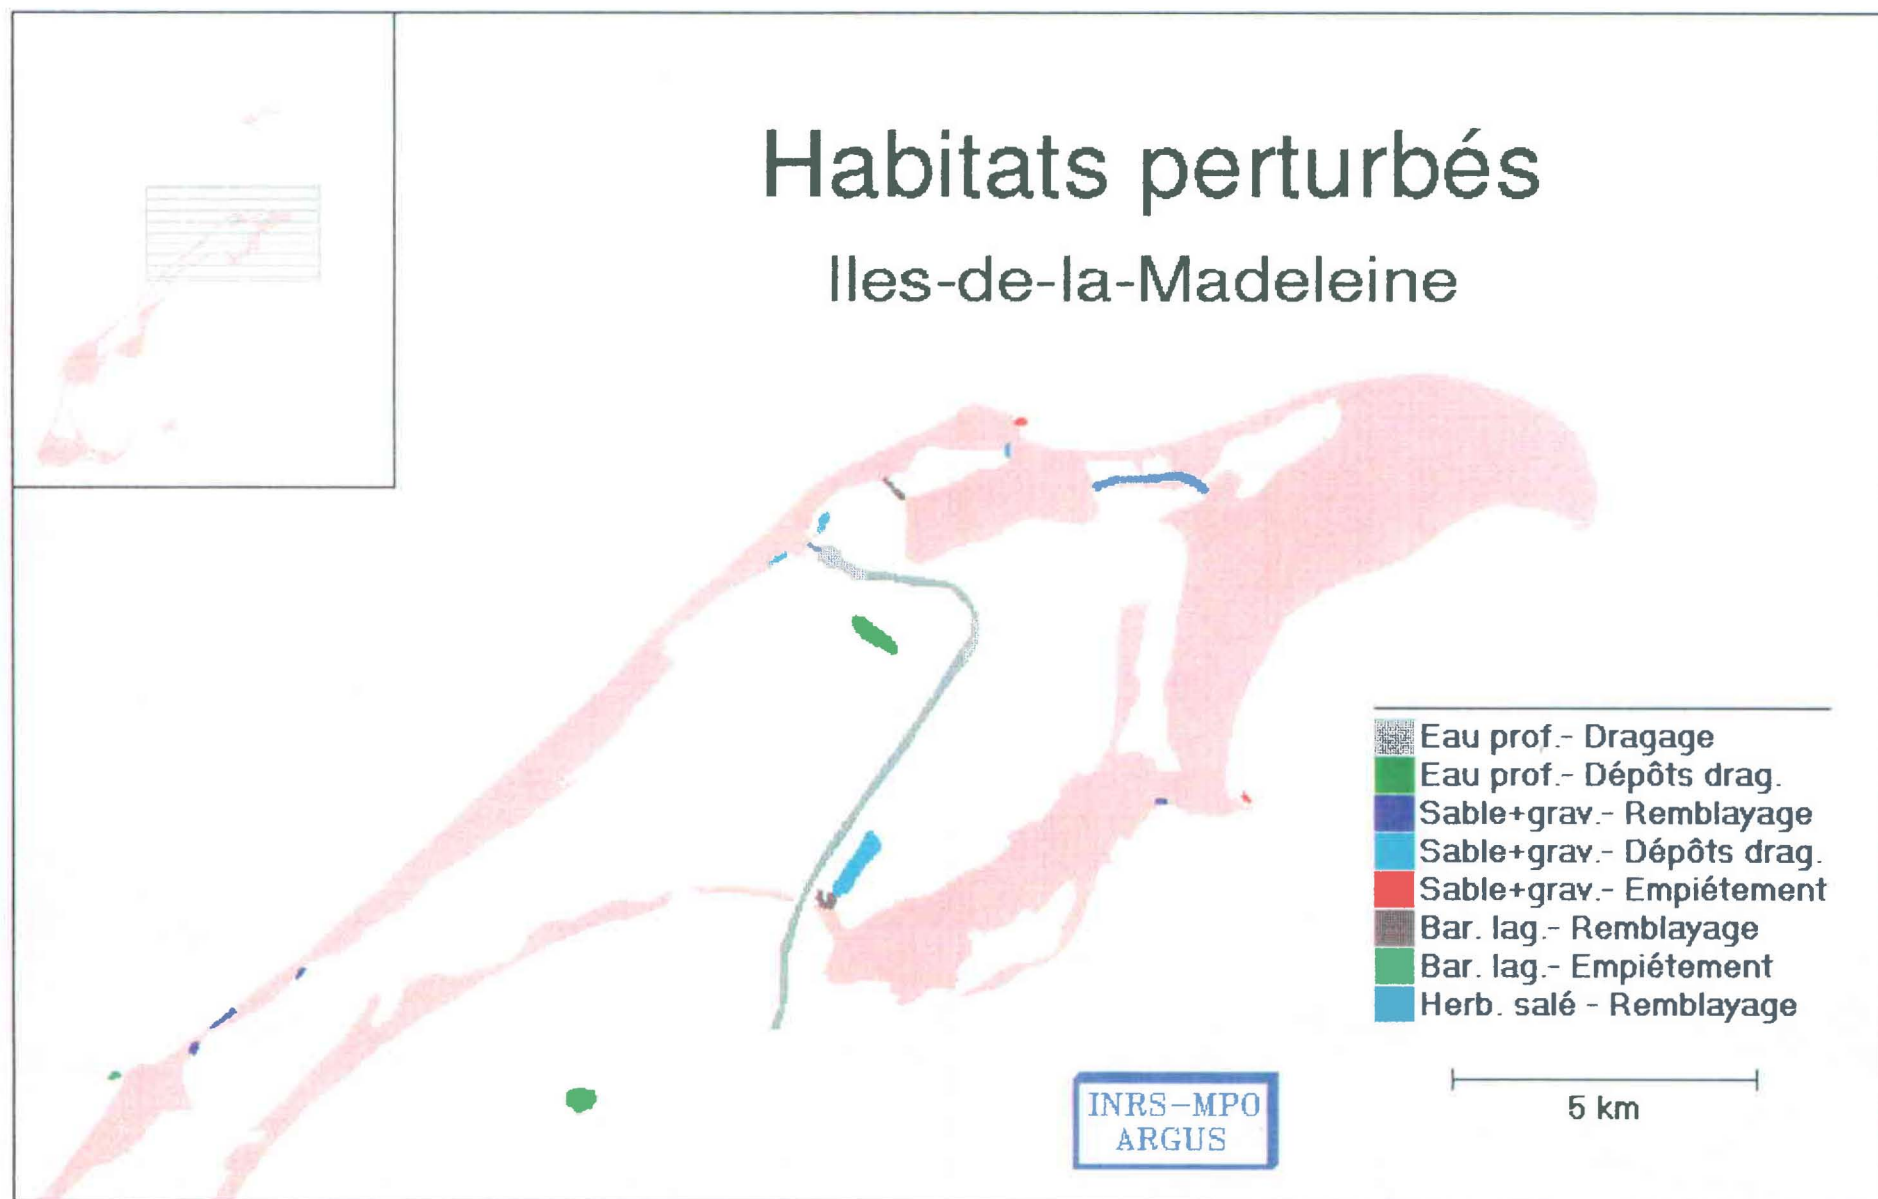 Habitats perturbés
Iles-de-la-Madeleine
Eau prof.- Dragage
Eau prof.- Dépôts drag.
Sable+grav.- Remblayage
Sable+grav.- Dépôts drag.
Sable+grav.- Empiétement
Bar. lag.- Remblayage
Bar. lag.- Empiétement
Herb. salé - Remblayage
5 km
INRS-MPO
ARGUS